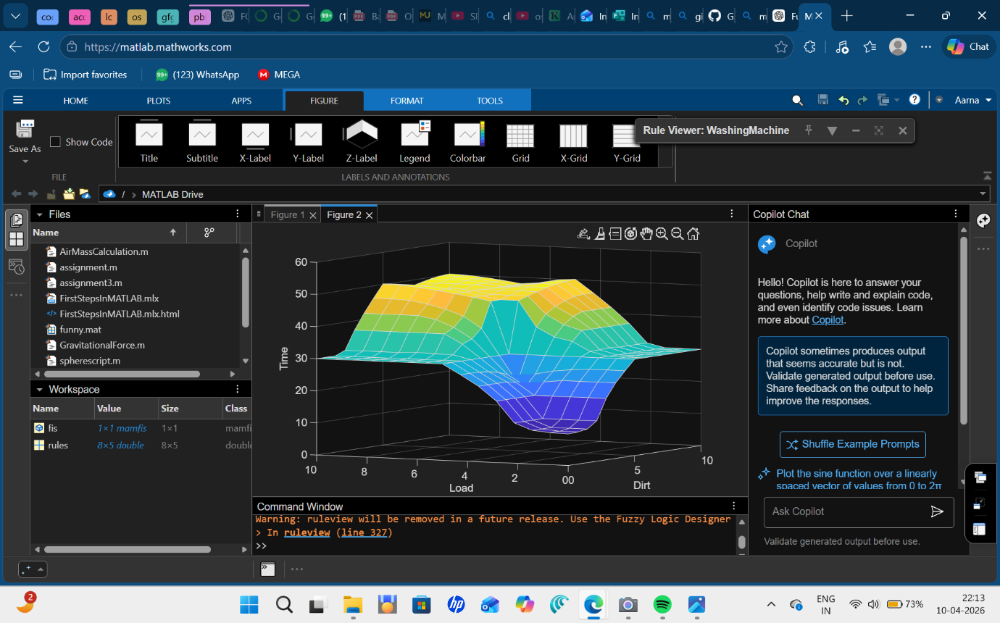 coc
acc
lc
os
gfg
pb
FC
G
G
(1
Ba
O
M
SF
cl
o
A
In
In
m
gi
G
m
Fu
M
https://matlab.mathworks.com
Chat
Import favorites
99+
(123) WhatsApp
MEGA
HOME
PLOTS
APPS
FIGURE
FORMAT
TOOLS
Aarna
Save As
Show Code
Title
Subtitle
X-Label
Y-Label
Z-Label
Legend
Colorbar
Grid
X-Grid
Y-Grid
Rule Viewer: WashingMachine
FILE
LABELS AND ANNOTATIONS
/ > MATLAB Drive
Files
Name
AirMassCalculation.m
assignment.m
assignment3.m
FirstStepsInMATLAB.mlx
FirstStepsInMATLAB.mlx.html
funny.mat
GravitationalForce.m
spherescript.m
Workspace
Name Value Size Class
fis 1×1 mamfis 1×1 mamfi
rules 8×5 double 8×5 double
Figure 1
Figure 2
60
50
40
30
20
10
0
Time
10
8
6
4
2
00
5
10
Load
Dirt
Command Window
Warning: ruleview will be removed in a future release. Use the Fuzzy Logic Designer
> In ruleview (line 327)
>>
Copilot Chat
Copilot
Hello! Copilot is here to answer your
questions, help write and explain code,
and even identify code issues. Learn
more about Copilot.
Copilot sometimes produces output
that seems accurate but is not.
Validate generated output before use.
Share feedback on the output to help
improve the responses.
Shuffle Example Prompts
Plot the sine function over a linearly
spaced vector of values from 0 to 2π
Ask Copilot
Validate generated output before use.
2
ENG
IN
73%
22:13
10-04-2026